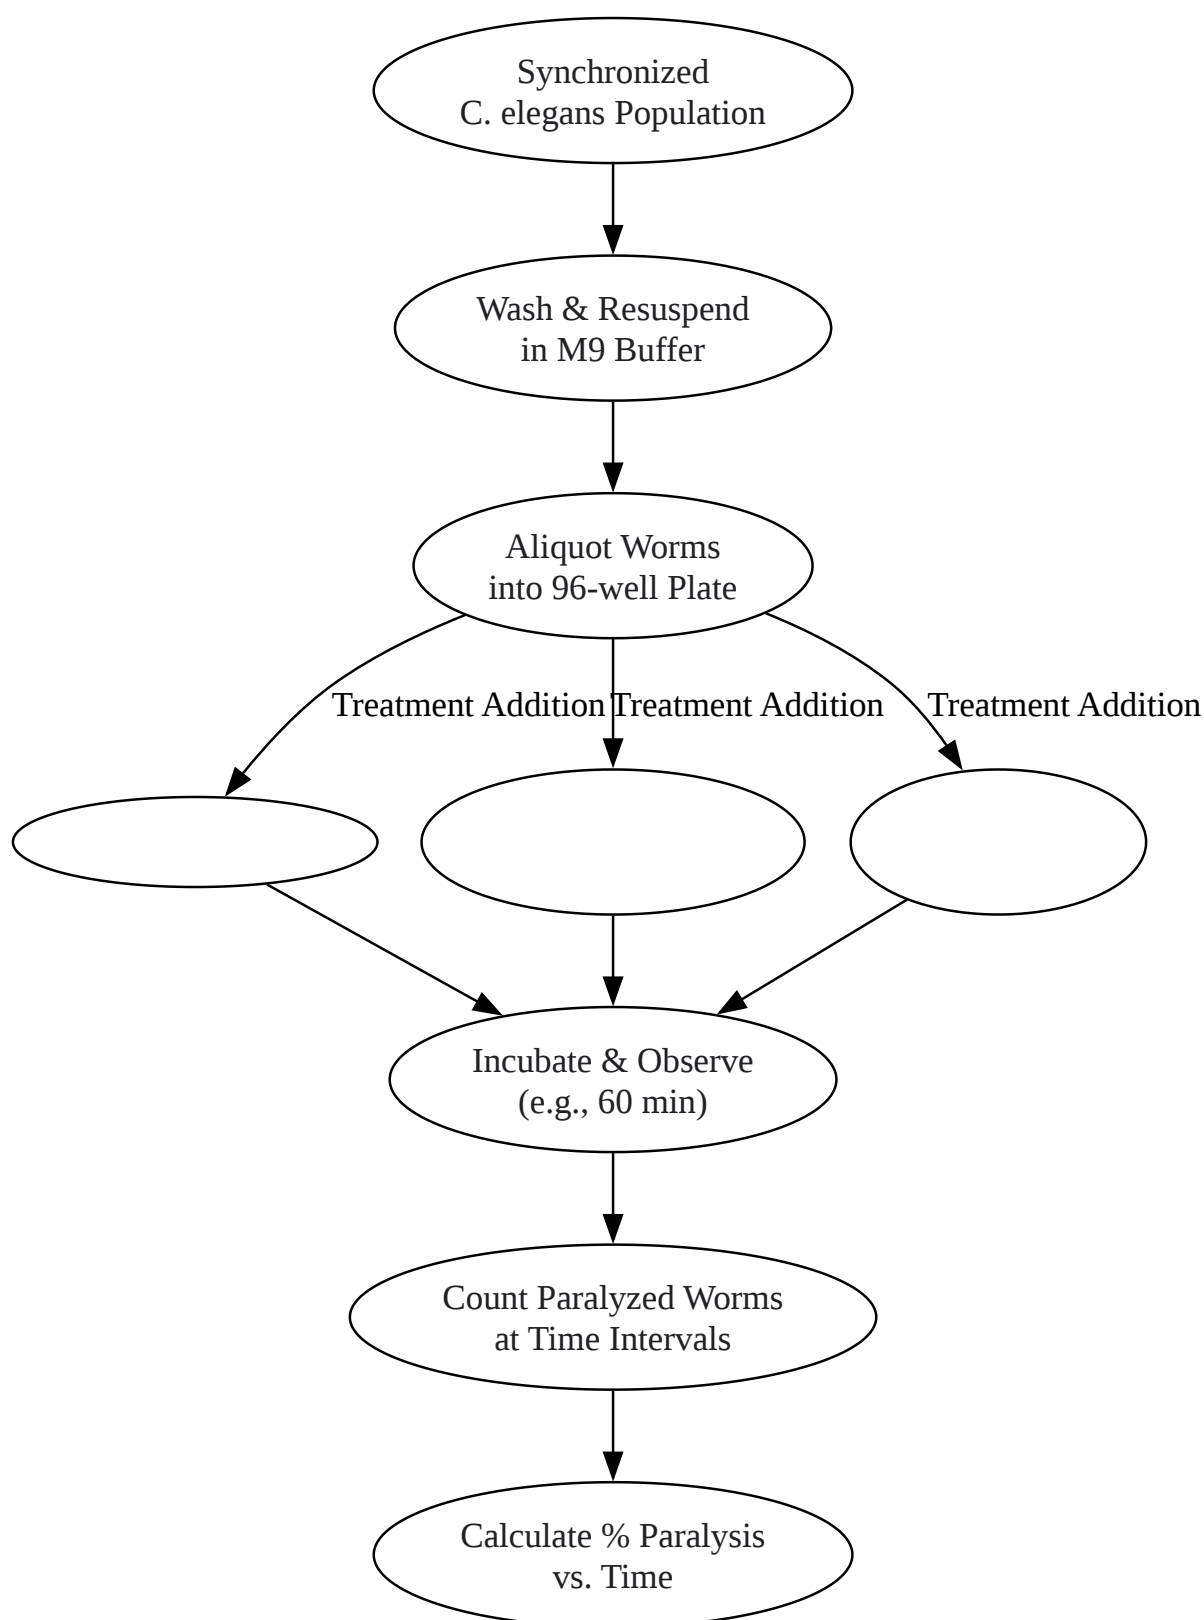 Synchronized
C. elegans Population
Wash & Resuspend
in M9 Buffer
Aliquot Worms
into 96-well Plate
Treatment Addition
Treatment Addition
Treatment Addition
Incubate & Observe
(e.g., 60 min)
Count Paralyzed Worms
at Time Intervals
Calculate % Paralysis
vs. Time